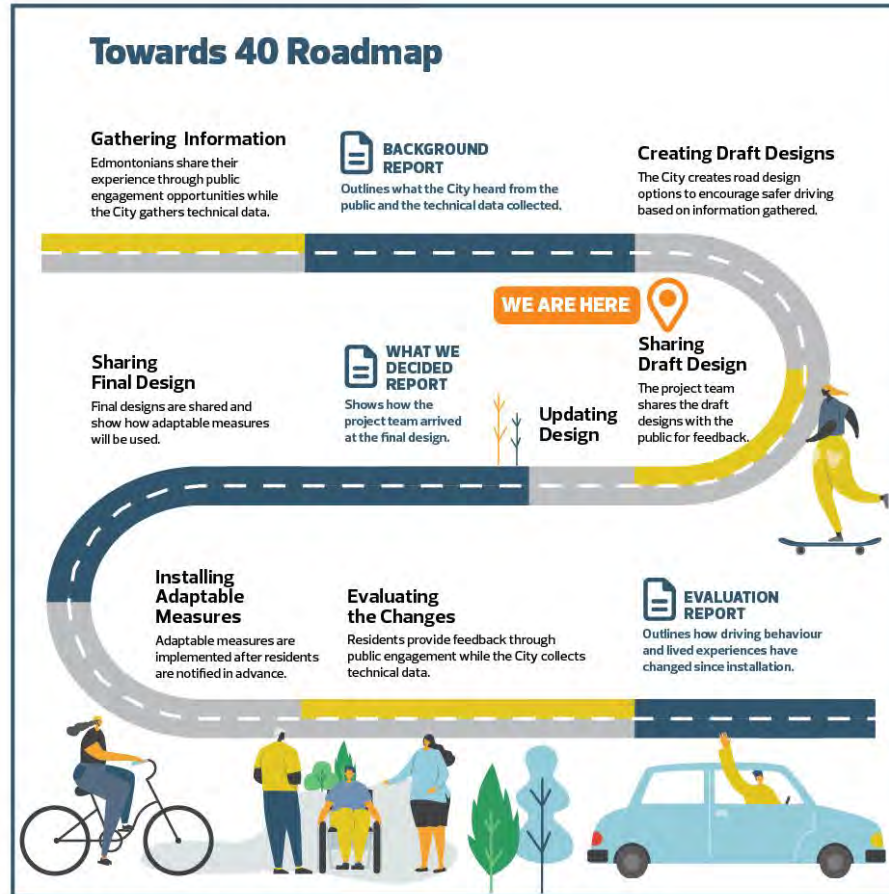 Towards 40 Roadmap
Gathering Information
Edmontonians share their
experience through public
engagement opportunities while
the City gathers technical data.
BACKGROUND
REPORT
Outlines what the City heard from the
public and the technical data collected.
Creating Draft Designs
The City creates road design
options to encourage safer driving
based on information gathered.
WE ARE HERE
Sharing
Draft Design
The project team
shares the draft
designs with the
public for feedback.
Updating
Design
WHAT WE
DECIDED
REPORT
Shows how the
project team arrived
at the final design.
Sharing
Final Design
Final designs are shared and
show how adaptable measures
will be used.
Installing
Adaptable
Measures
Adaptable measures are
implemented after residents
are notified in advance.
Evaluating
the Changes
Residents provide feedback through
public engagement while the City collects
technical data.
EVALUATION
REPORT
Outlines how driving behaviour
and lived experiences have
changed since installation.